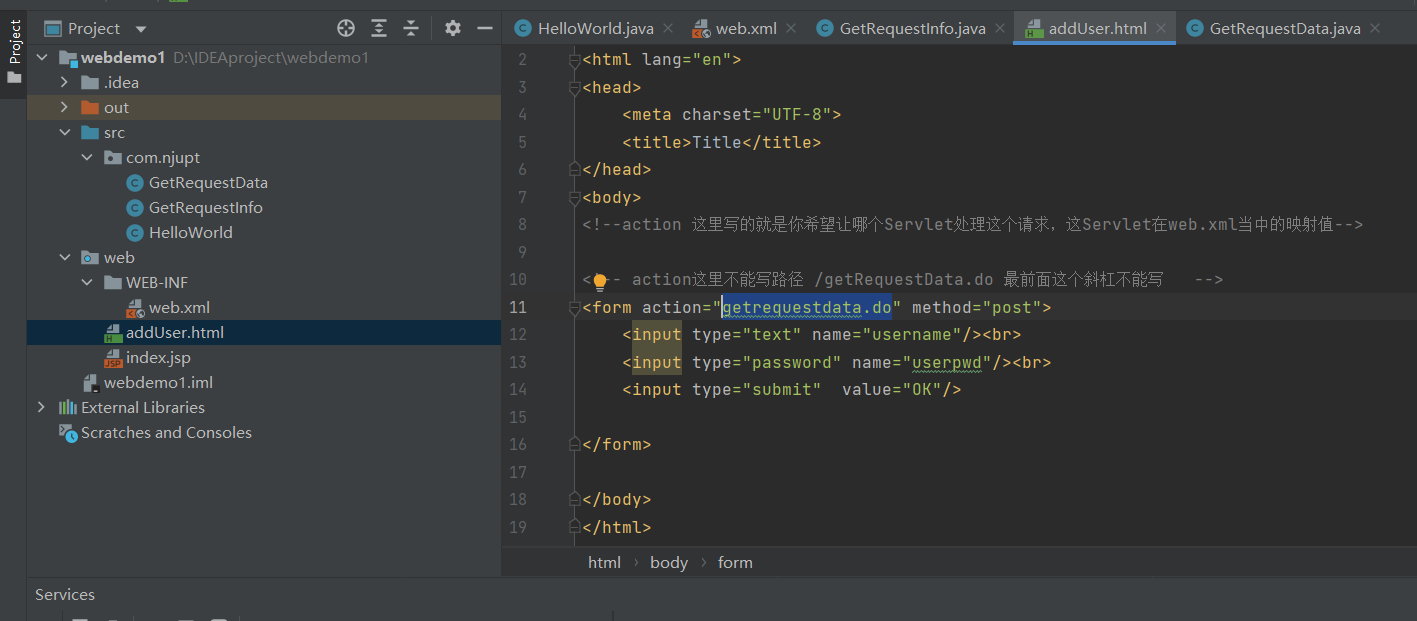 Project
Project
webdemo1 D:\IDEAproject\webdemo1
.idea
out
src
com.njupt
GetRequestData
GetRequestInfo
HelloWorld
web
WEB-INF
web.xml
addUser.html
index.jsp
webdemo1.iml
External Libraries
Scratches and Consoles
HelloWorld.java web.xml GetRequestInfo.java addUser.html GetRequestData.java
2 <html lang="en">
3 <head>
4 <meta charset="UTF-8">
5 <title>Title</title>
6 </head>
7 <body>
8 <!--action 这里写的就是你希望让哪个Servlet处理这个请求，这Servlet在web.xml当中的映射值-->
9
10 <!-- action这里不能写路径 /getRequestData.do 最前面这个斜杠不能写 -->
11 <form action="getrequestdata.do" method="post">
12 <input type="text" name="username"/><br>
13 <input type="password" name="userpwd"/><br>
14 <input type="submit" value="OK"/>
15
16 </form>
17
18 </body>
19 </html>
html › body › form
Services